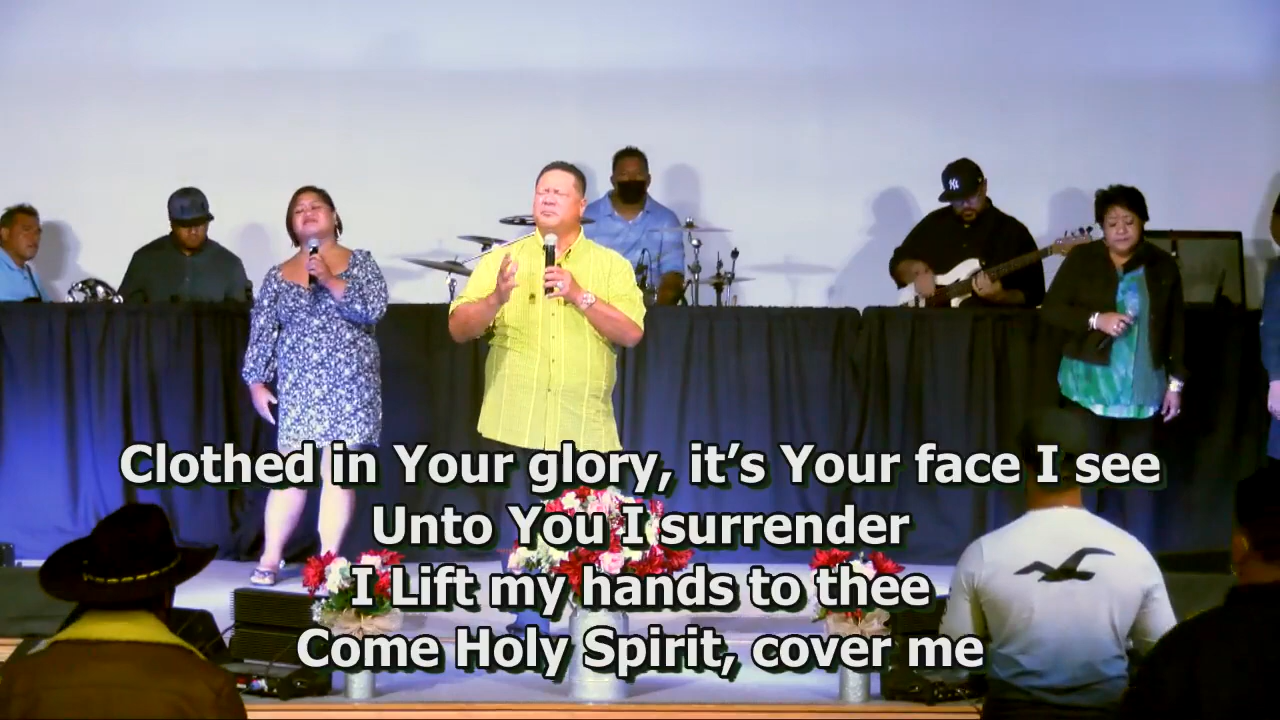 NY
Clothed in Your glory, it’s Your face I see
Unto You I surrender
I Lift my hands to thee
Come Holy Spirit, cover me